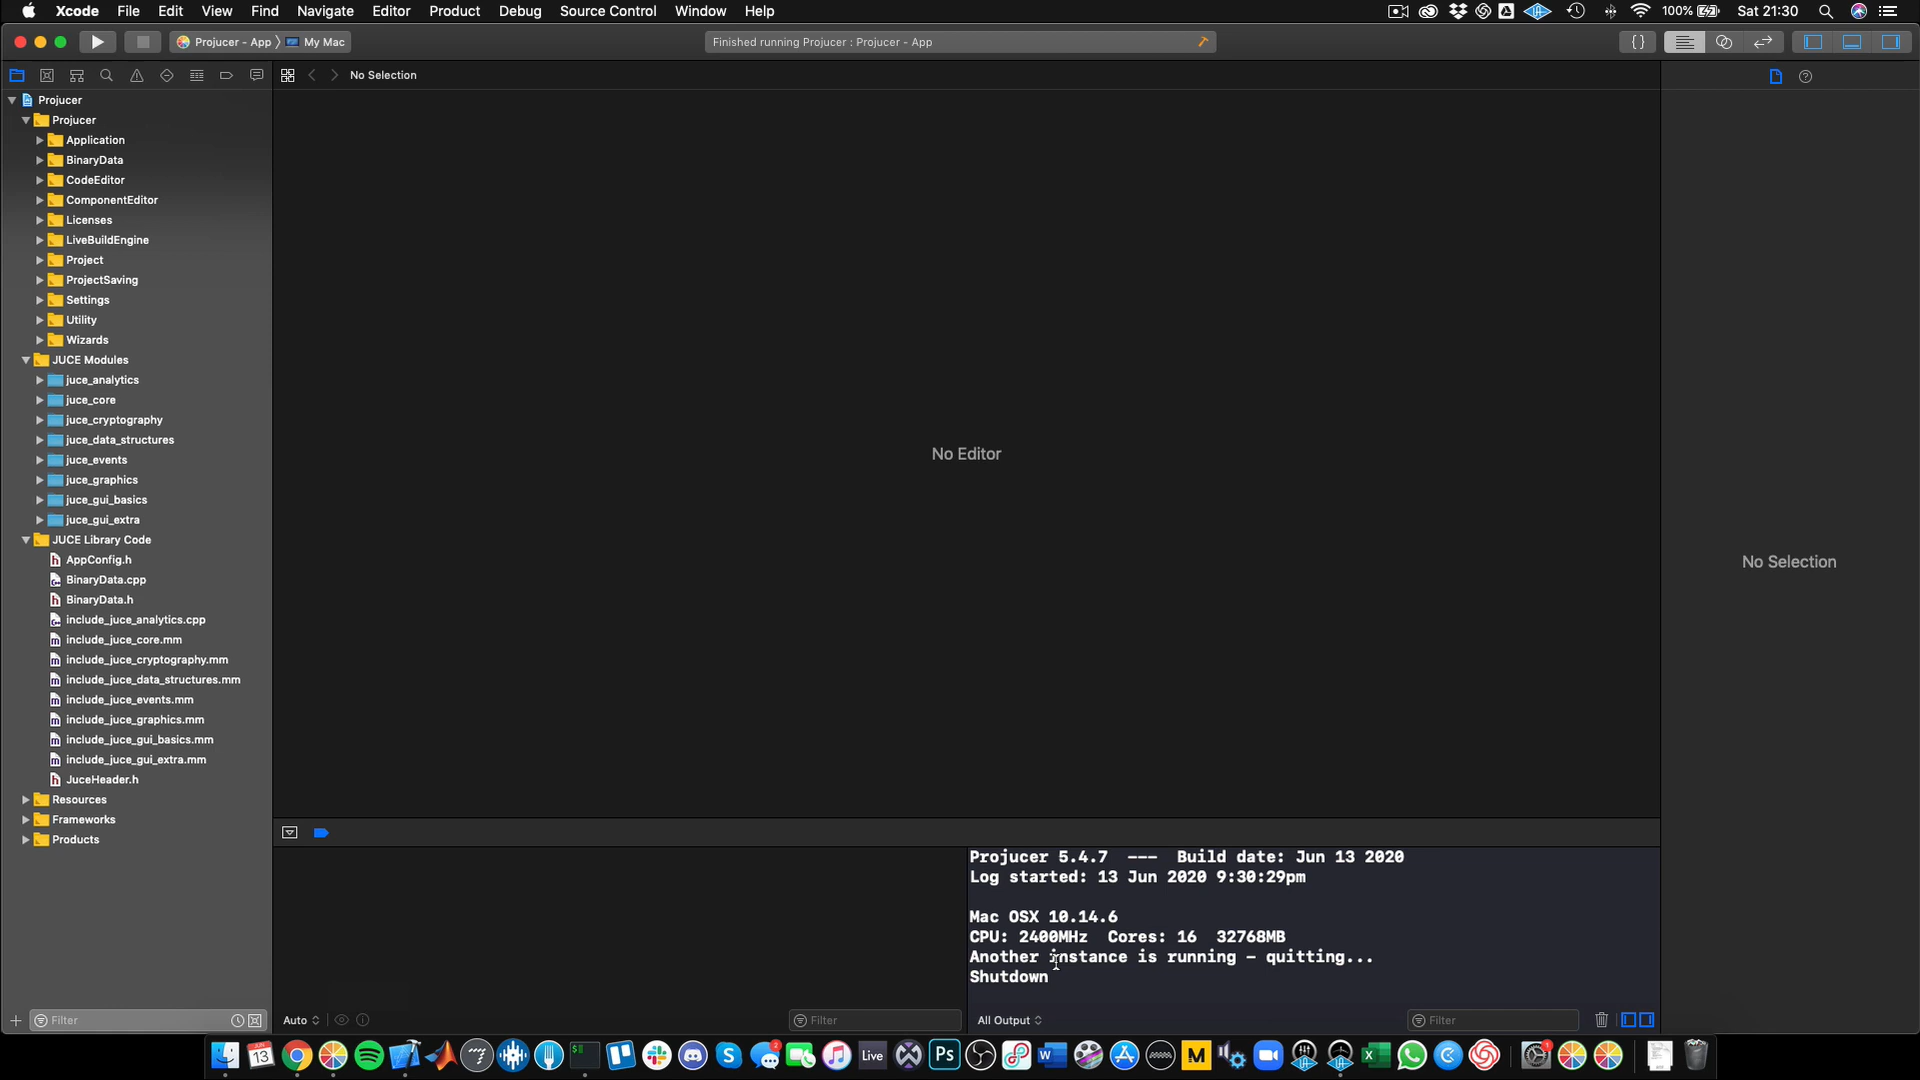 Xcode File Edit View Find Navigate Editor Product Debug Source Control Window Help
100% Sat 21:30
Projucer - App My Mac
Finished running Projucer : Projucer - App
{}
No Selection
Projucer
Projucer
Application
BinaryData
CodeEditor
ComponentEditor
Licenses
LiveBuildEngine
Project
ProjectSaving
Settings
Utility
Wizards
JUCE Modules
juce_analytics
juce_core
juce_cryptography
juce_data_structures
juce_events
juce_graphics
juce_gui_basics
juce_gui_extra
JUCE Library Code
AppConfig.h
BinaryData.cpp
BinaryData.h
include_juce_analytics.cpp
include_juce_core.mm
include_juce_cryptography.mm
include_juce_data_structures.mm
include_juce_events.mm
include_juce_graphics.mm
include_juce_gui_basics.mm
include_juce_gui_extra.mm
JuceHeader.h
Resources
Frameworks
Products
Filter
No Editor
No Selection
Projucer 5.4.7 --- Build date: Jun 13 2020
Log started: 13 Jun 2020 9:30:29pm
Mac OSX 10.14.6
CPU: 2400MHz Cores: 16 32768MB
Another instance is running - quitting...
Shutdown
Auto
Filter
All Output
Filter
JUN
13
2
Live
Ps
W
M
X
1